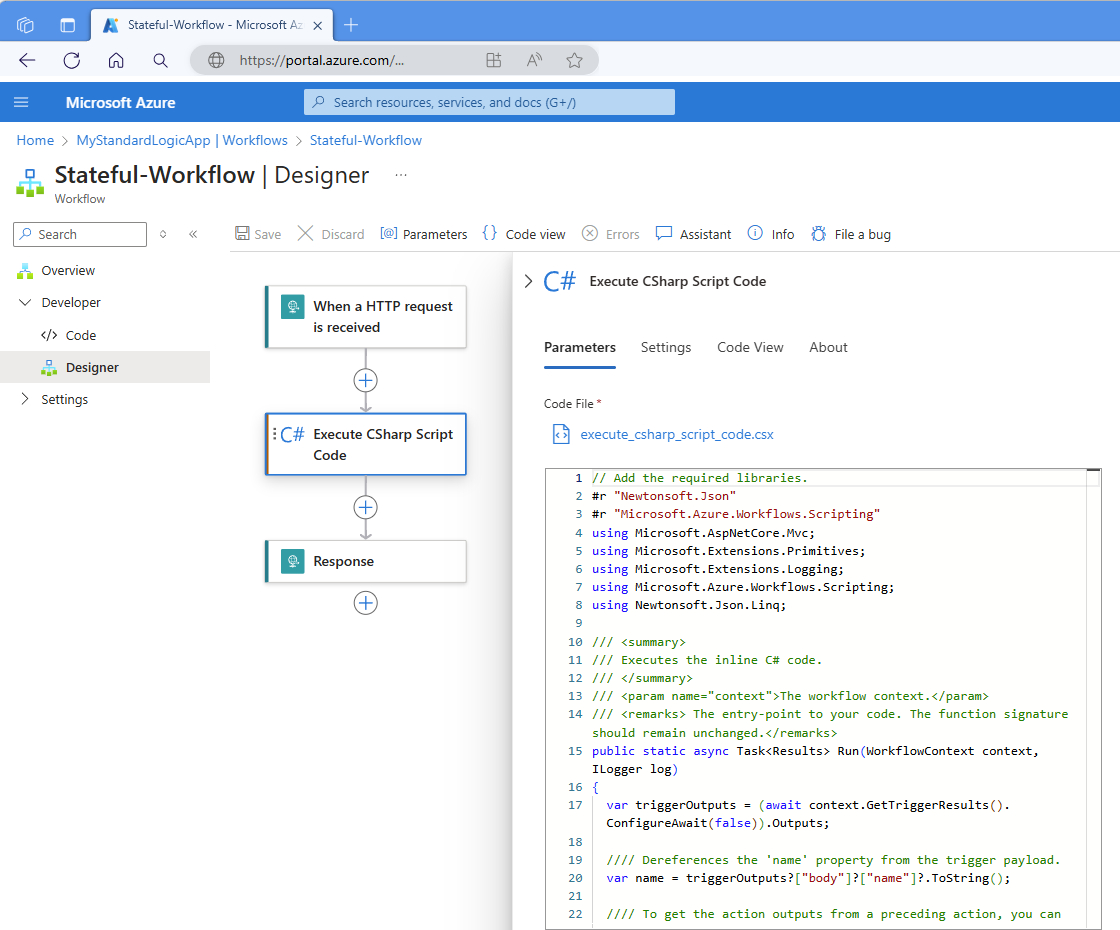 Stateful-Workflow - Microsoft Az
https://portal.azure.com/...
Microsoft Azure
Search resources, services, and docs (G+/)
Home > MyStandardLogicApp | Workflows > Stateful-Workflow
Stateful-Workflow | Designer ...
Workflow
Search
Save Discard Parameters Code view Errors Assistant Info File a bug
Overview
Developer
Code
Designer
Settings
When a HTTP request
is received
C# Execute CSharp Script
Code
Response
C# Execute CSharp Script Code
Parameters Settings Code View About
Code File *
execute_csharp_script_code.csx
1 // Add the required libraries.
2 #r "Newtonsoft.Json"
3 #r "Microsoft.Azure.Workflows.Scripting"
4 using Microsoft.AspNetCore.Mvc;
5 using Microsoft.Extensions.Primitives;
6 using Microsoft.Extensions.Logging;
7 using Microsoft.Azure.Workflows.Scripting;
8 using Newtonsoft.Json.Linq;
9
10 /// <summary>
11 /// Executes the inline C# code.
12 /// </summary>
13 /// <param name="context">The workflow context.</param>
14 /// <remarks> The entry-point to your code. The function signature
should remain unchanged.</remarks>
15 public static async Task<Results> Run(WorkflowContext context,
ILogger log)
16 {
17 var triggerOutputs = (await context.GetTriggerResults().
ConfigureAwait(false)).Outputs;
18
19 //// Dereferences the 'name' property from the trigger payload.
20 var name = triggerOutputs?["body"]?["name"]?.ToString();
21
22 //// To get the action outputs from a preceding action, you can